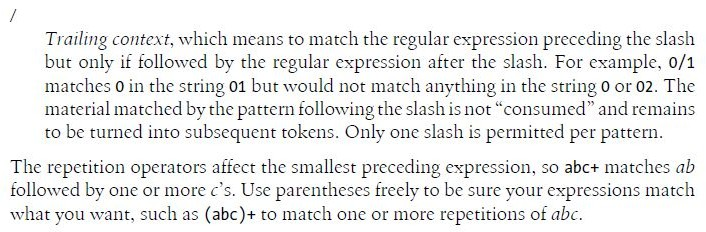 /
Trailing context, which means to match the regular expression preceding the slash
but only if followed by the regular expression after the slash. For example, 0/1
matches 0 in the string 01 but would not match anything in the string 0 or 02. The
material matched by the pattern following the slash is not “consumed” and remains
to be turned into subsequent tokens. Only one slash is permitted per pattern.
The repetition operators affect the smallest preceding expression, so abc+ matches ab
followed by one or more c’s. Use parentheses freely to be sure your expressions match
what you want, such as (abc)+ to match one or more repetitions of abc.